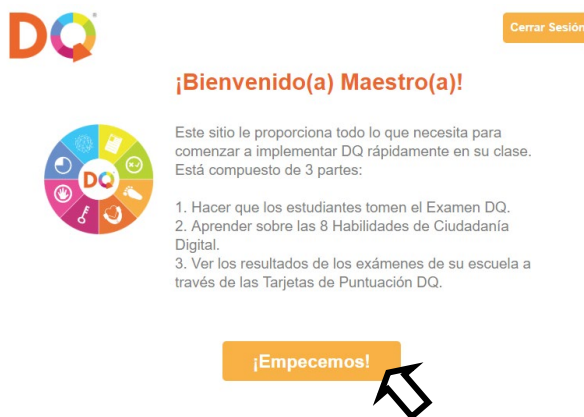 DQ
Cerrar Sesión
¡Bienvenido(a) Maestro(a)!
Este sitio le proporciona todo lo que necesita para
comenzar a implementar DQ rápidamente en su clase.
Está compuesto de 3 partes:
DQ
1. Hacer que los estudiantes tomen el Examen DQ.
2. Aprender sobre las 8 Habilidades de Ciudadanía
Digital.
3. Ver los resultados de los exámenes de su escuela a
través de las Tarjetas de Puntuación DQ.
¡Empecemos!